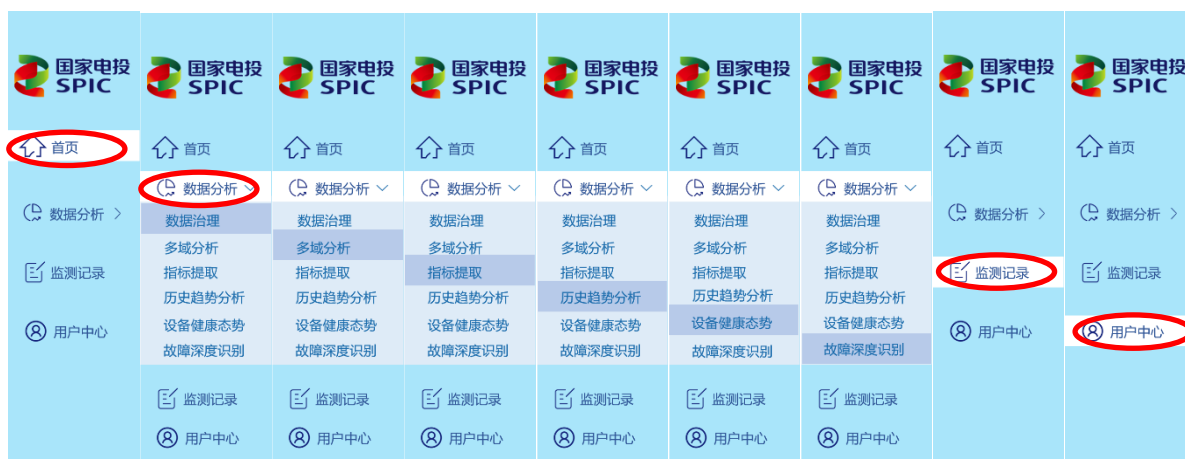 国家电投
SPIC
首页
数据分析
监测记录
用户中心
国家电投
SPIC
首页
数据分析
数据治理
多域分析
指标提取
历史趋势分析
设备健康态势
故障深度识别
监测记录
用户中心
国家电投
SPIC
首页
数据分析
数据治理
多域分析
指标提取
历史趋势分析
设备健康态势
故障深度识别
监测记录
用户中心
国家电投
SPIC
首页
数据分析
数据治理
多域分析
指标提取
历史趋势分析
设备健康态势
故障深度识别
监测记录
用户中心
国家电投
SPIC
首页
数据分析
数据治理
多域分析
指标提取
历史趋势分析
设备健康态势
故障深度识别
监测记录
用户中心
国家电投
SPIC
首页
数据分析
数据治理
多域分析
指标提取
历史趋势分析
设备健康态势
故障深度识别
监测记录
用户中心
国家电投
SPIC
首页
数据分析
数据治理
多域分析
指标提取
历史趋势分析
设备健康态势
故障深度识别
监测记录
用户中心
国家电投
SPIC
首页
数据分析
监测记录
用户中心
国家电投
SPIC
首页
数据分析
监测记录
用户中心